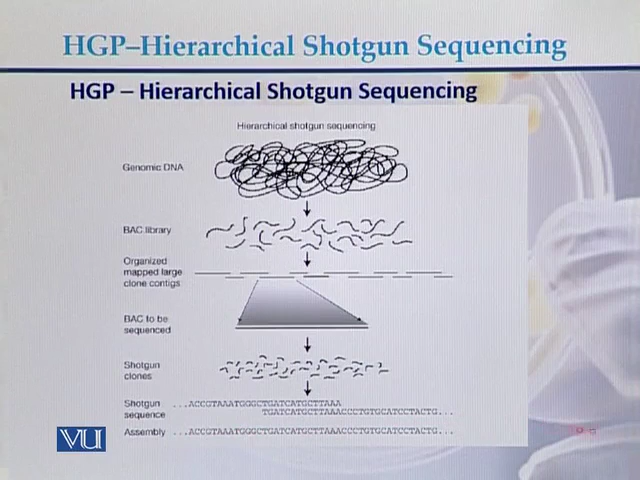 HGP–Hierarchical Shotgun Sequencing
HGP – Hierarchical Shotgun Sequencing
Hierarchical shotgun sequencing
Genomic DNA
BAC library
Organized
mapped large
clone contigs
BAC to be
sequenced
Shotgun
clones
Shotgun
sequence
...ACCGTAAATGGGCTGATCATGCTTAAA
TGATCATGCTTAAACCCTGTGCATCCTACTG...
Assembly
...ACCGTAAATGGGCTGATCATGCTTAAACCCTGTGCATCCTACTG...
VU